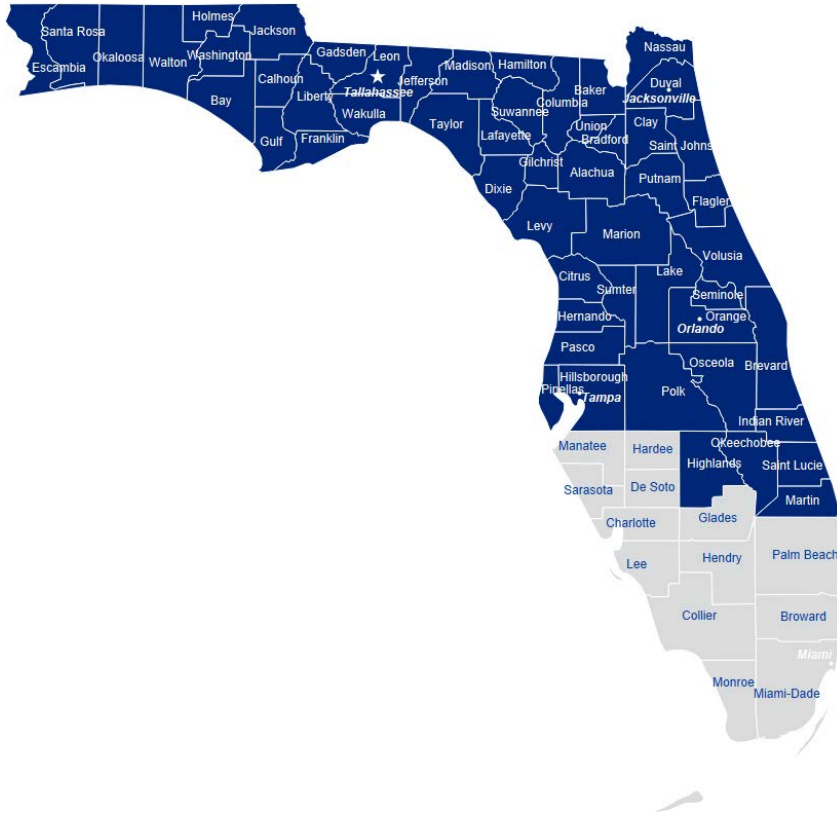 Holmes
Santa Rosa
Jackson
Okaloosa
Walton
Washington
Escambia
Bay
Calhoun
Gulf
Liberty
Gadsden
Leon
Tallahassee
Wakulla
Franklin
Jefferson
Madison
Hamilton
Taylor
Suwannee
Lafayette
Columbia
Baker
Nassau
Duval
Jacksonville
Union
Bradford
Clay
Saint Johns
Gilchrist
Alachua
Putnam
Dixie
Flagler
Levy
Marion
Volusia
Citrus
Sumter
Lake
Seminole
Hernando
Orange
Orlando
Pasco
Osceola
Brevard
Hillsborough
Pinellas
Tampa
Polk
Indian River
Okeechobee
Manatee
Hardee
Highlands
Saint Lucie
Sarasota
De Soto
Martin
Charlotte
Glades
Lee
Hendry
Palm Beach
Collier
Broward
Miami
Monroe
Miami-Dade